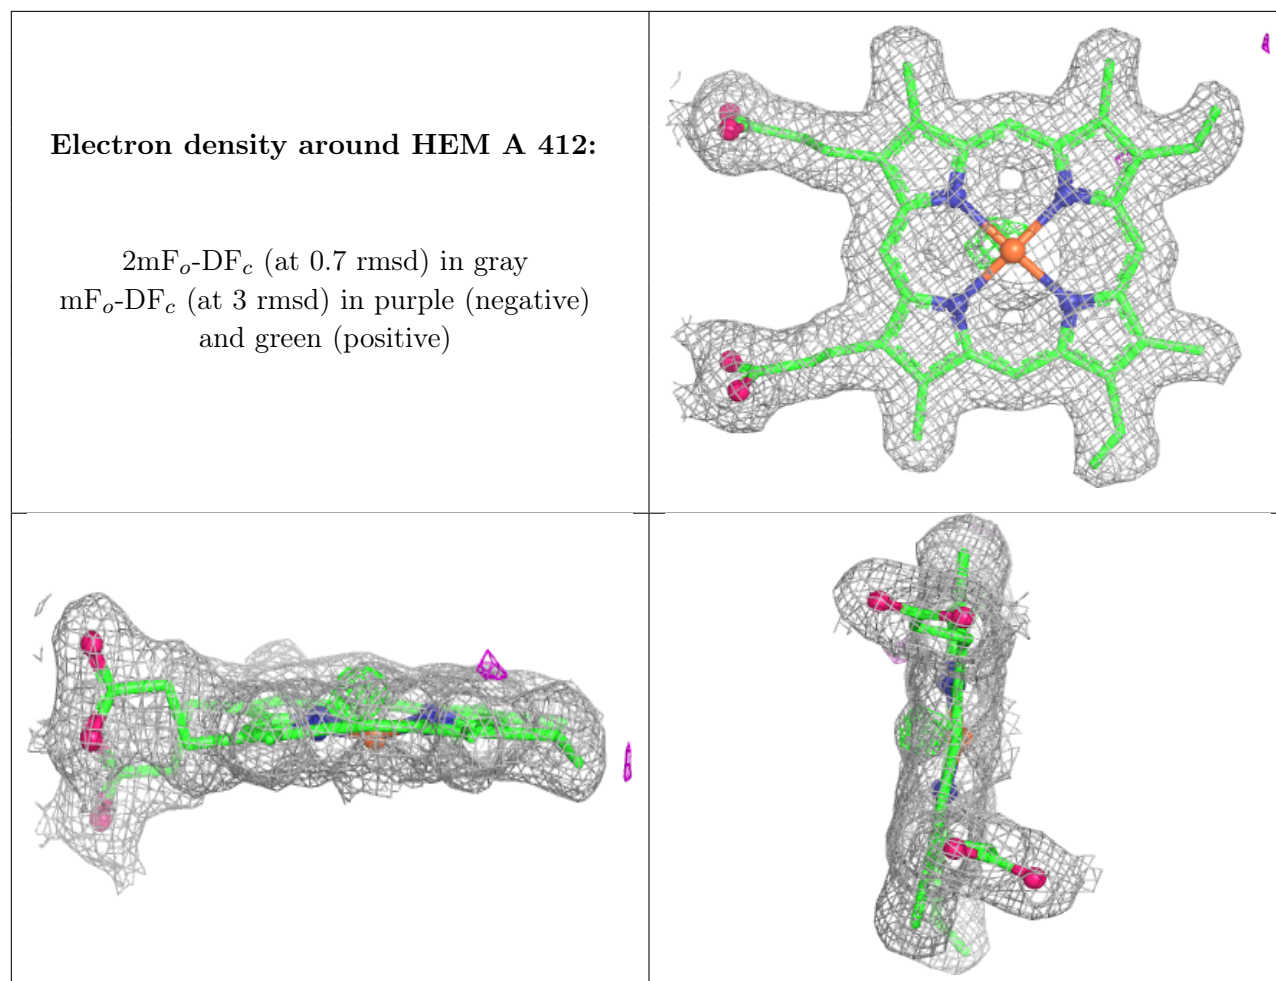 Electron density around HEM A 412:
2mFo-DFc (at 0.7 rmsd) in gray
mFo-DFc (at 3 rmsd) in purple (negative)
and green (positive)